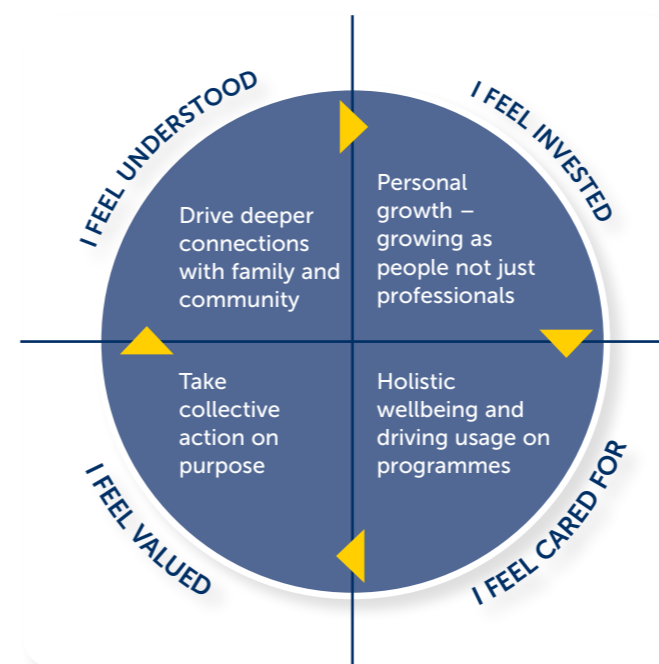 I FEEL UNDERSTOOD
Drive deeper
connections
with family and
community
I FEEL INVESTED
Personal
growth –
growing as
people not just
professionals
I FEEL VALUED
Take
collective
action on
purpose
I FEEL CARED FOR
Holistic
wellbeing and
driving usage on
programmes